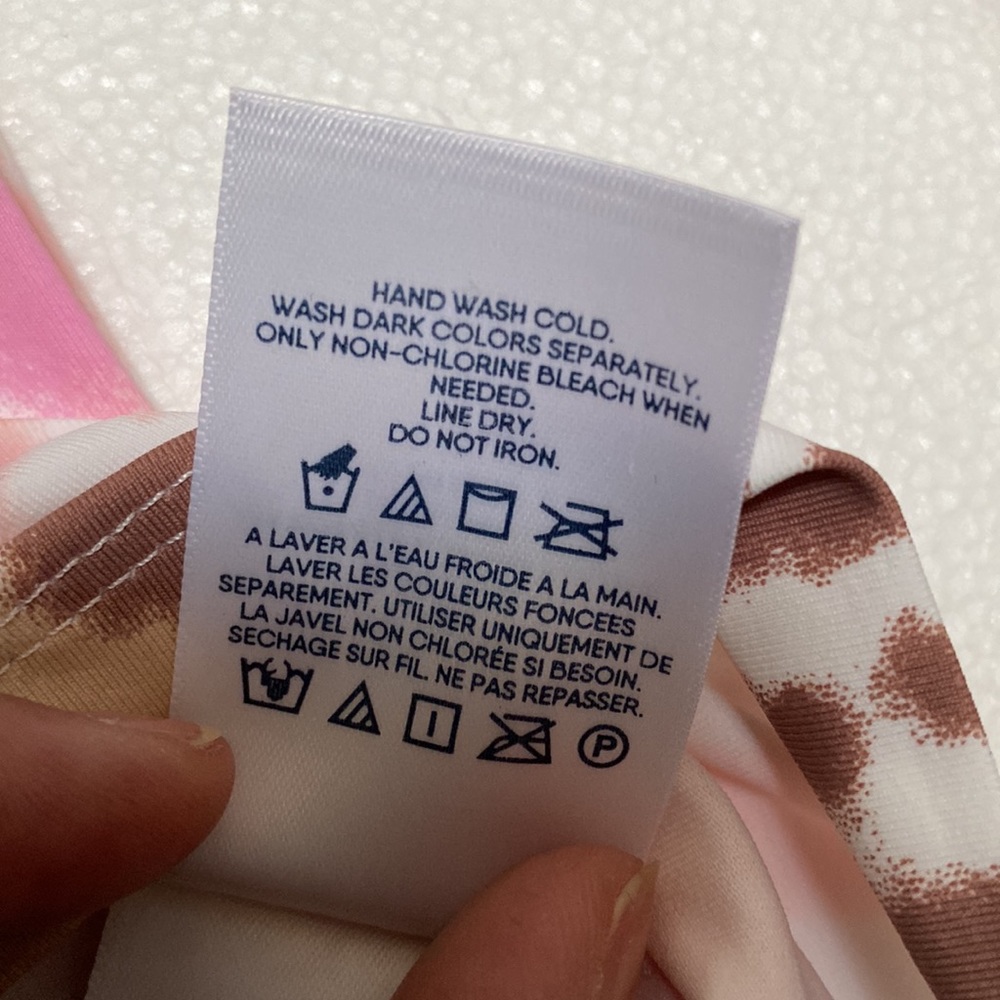 HAND WASH COLD.
WASH DARK COLORS SEPARATELY.
ONLY NON-CHLORINE BLEACH WHEN
NEEDED.
LINE DRY.
DO NOT IRON.
A LAVER A L'EAU FROIDE A LA MAIN.
LAVER LES COULEURS FONCEES
SEPAREMENT. UTILISER UNIQUEMENT DE
LA JAVEL NON CHLORÉE SI BESOIN.
SECHAGE SUR FIL. NE PAS REPASSER.
P